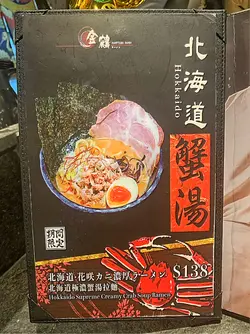 金鶴
北海道
Hokkaido
蟹湯
期間
限定
北海道・花咲カニ濃厚ラーメン
北海道極濃蟹湯拉麵
Hokkaido Supreme Creamy Crab Soup Ramen
$138